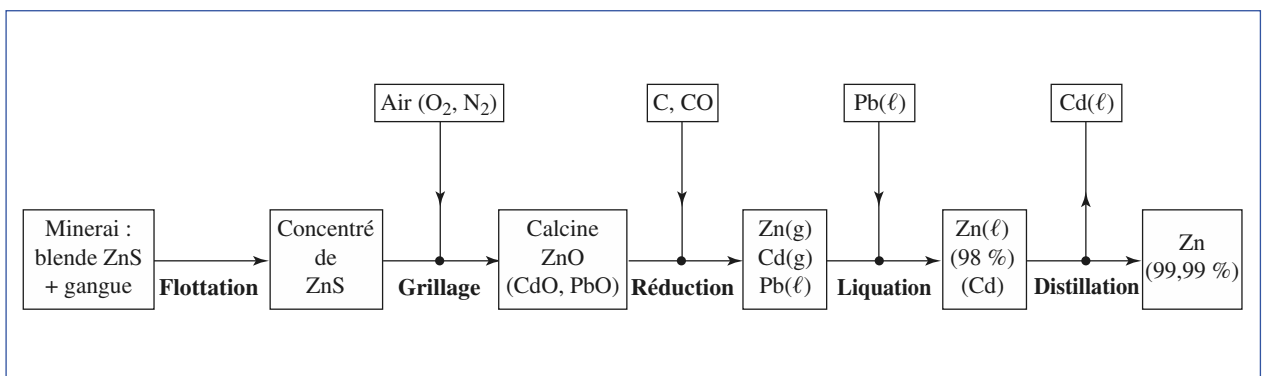 Air (O₂, N₂)
C, CO
Pb(ℓ)
Cd(ℓ)
Minerai :
blende ZnS
+ gangue
Flottation
Concentré
de
ZnS
Grillage
Calcine
ZnO
(CdO, PbO)
Réduction
Zn(g)
Cd(g)
Pb(ℓ)
Liquation
Zn(ℓ)
(98 %)
(Cd)
Distillation
Zn
(99,99 %)